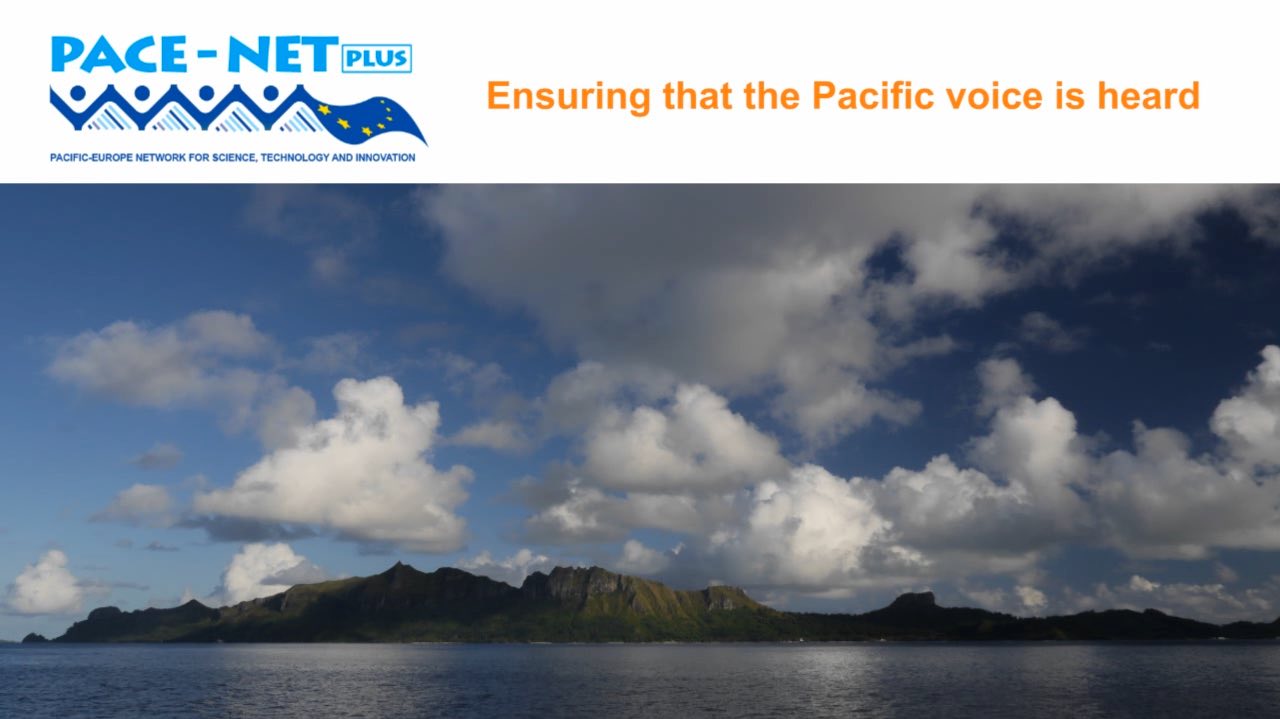 PACE-NET PLUS
PACIFIC-EUROPE NETWORK FOR SCIENCE, TECHNOLOGY AND INNOVATION
Ensuring that the Pacific voice is heard